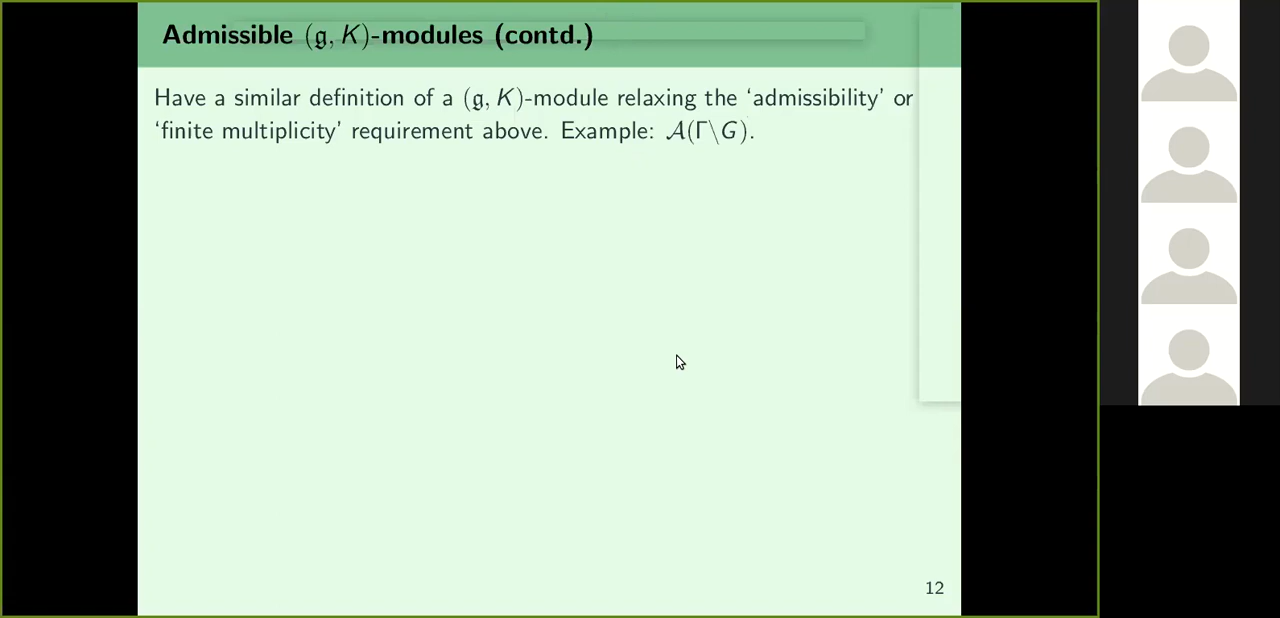 Admissible (𝔤, K)-modules (contd.)
Have a similar definition of a (𝔤, K)-module relaxing the ‘admissibility’ or
‘finite multiplicity’ requirement above. Example: 𝒜(Γ\G).
12